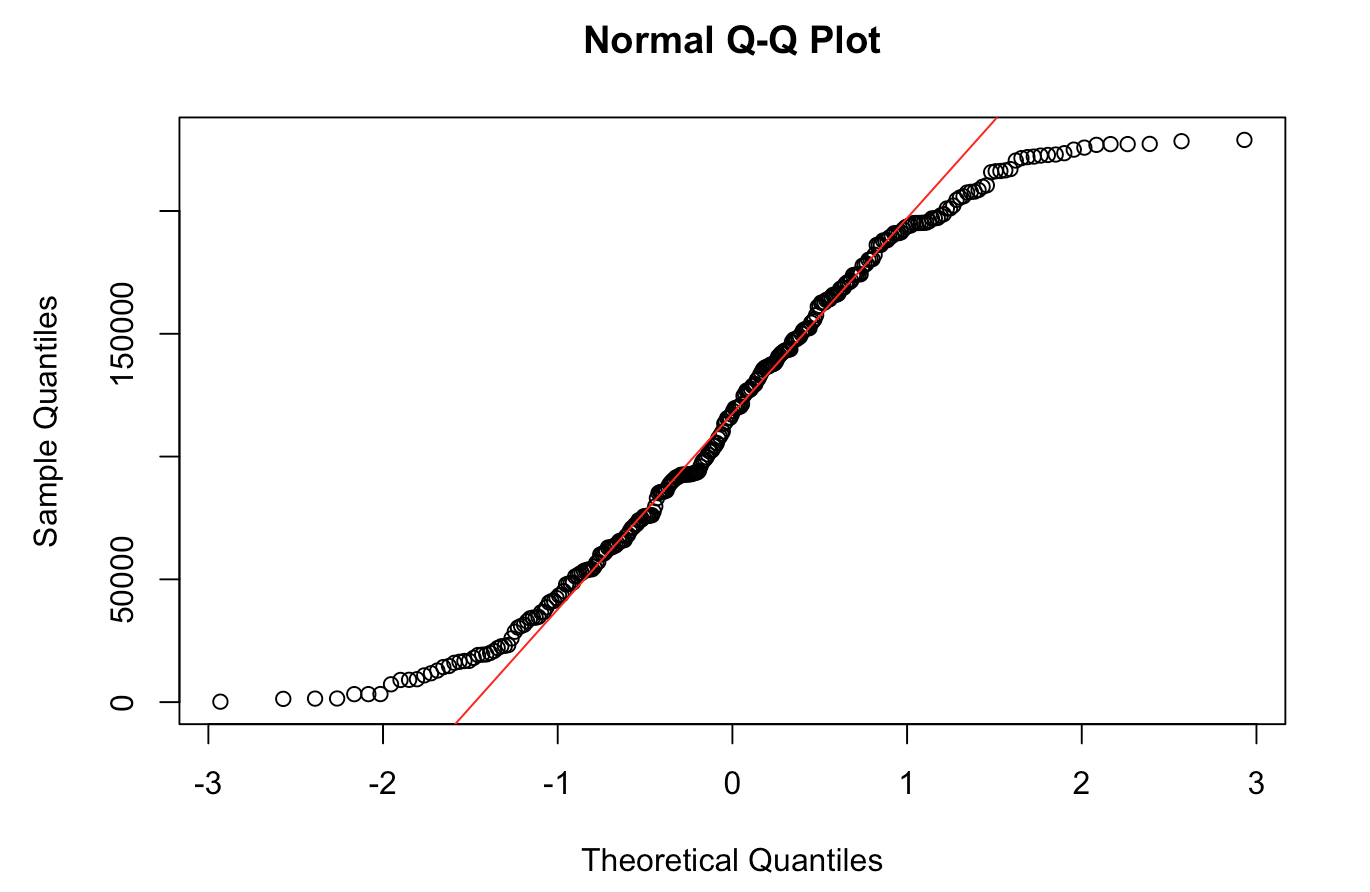 Normal Q-Q Plot
Sample Quantiles
150000
50000
0
-3 -2 -1 0 1 2 3
Theoretical Quantiles